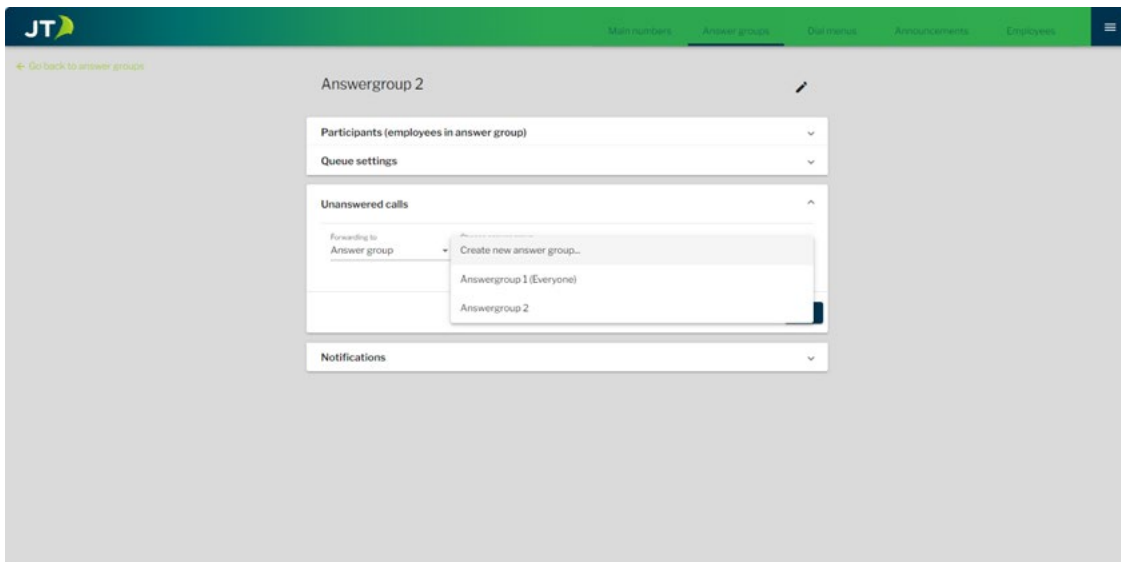 JT
Main numbers Answer groups Dial menus Announcements Employees
← Go back to answer groups
Answergroup 2
Participants (employees in answer group)
Queue settings
Unanswered calls
Forwarding to
Answer group
Create new answer group...
Answergroup 1 (Everyone)
Answergroup 2
Notifications